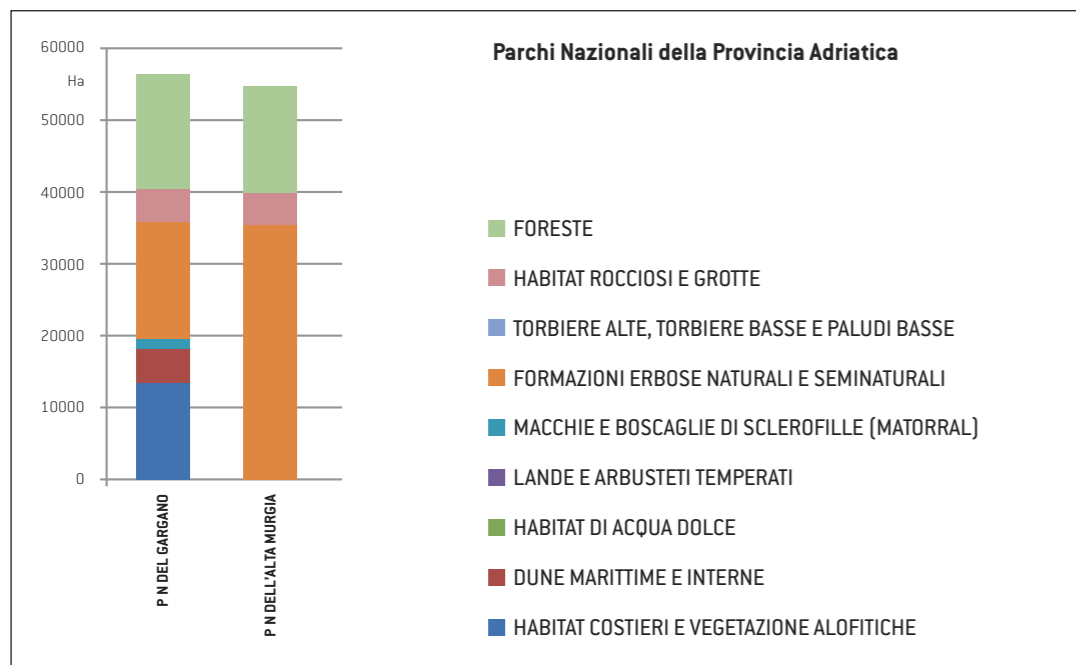 Parchi Nazionali della Provincia Adriatica
60000
Ha
50000
40000
30000
20000
10000
0
P N DEL GARGANO
P N DELL'ALTA MURGIA
FORESTE
HABITAT ROCCIOSI E GROTTE
TORBIERE ALTE, TORBIERE BASSE E PALUDI BASSE
FORMAZIONI ERBOSE NATURALI E SEMINATURALI
MACCHIE E BOSCAGLIE DI SCLEROFILLE (MATORRAL)
LANDE E ARBUSTETI TEMPERATI
HABITAT DI ACQUA DOLCE
DUNE MARITTIME E INTERNE
HABITAT COSTIERI E VEGETAZIONE ALOFITICHE